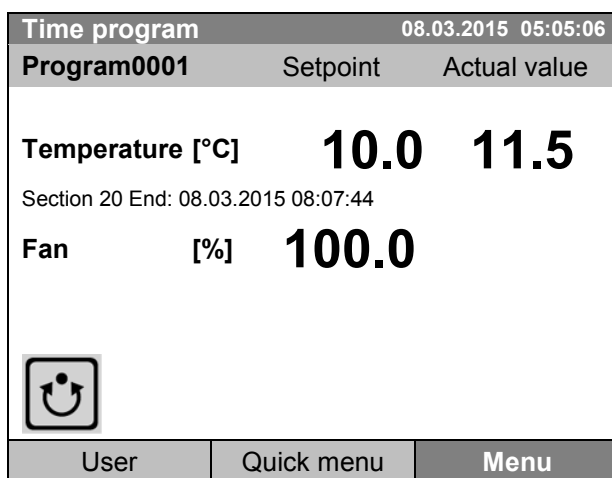 Time program 08.03.2015 05:05:06
Program0001 Setpoint Actual value
Temperature [°C] 10.0 11.5
Section 20 End: 08.03.2015 08:07:44
Fan [%] 100.0
User Quick menu Menu